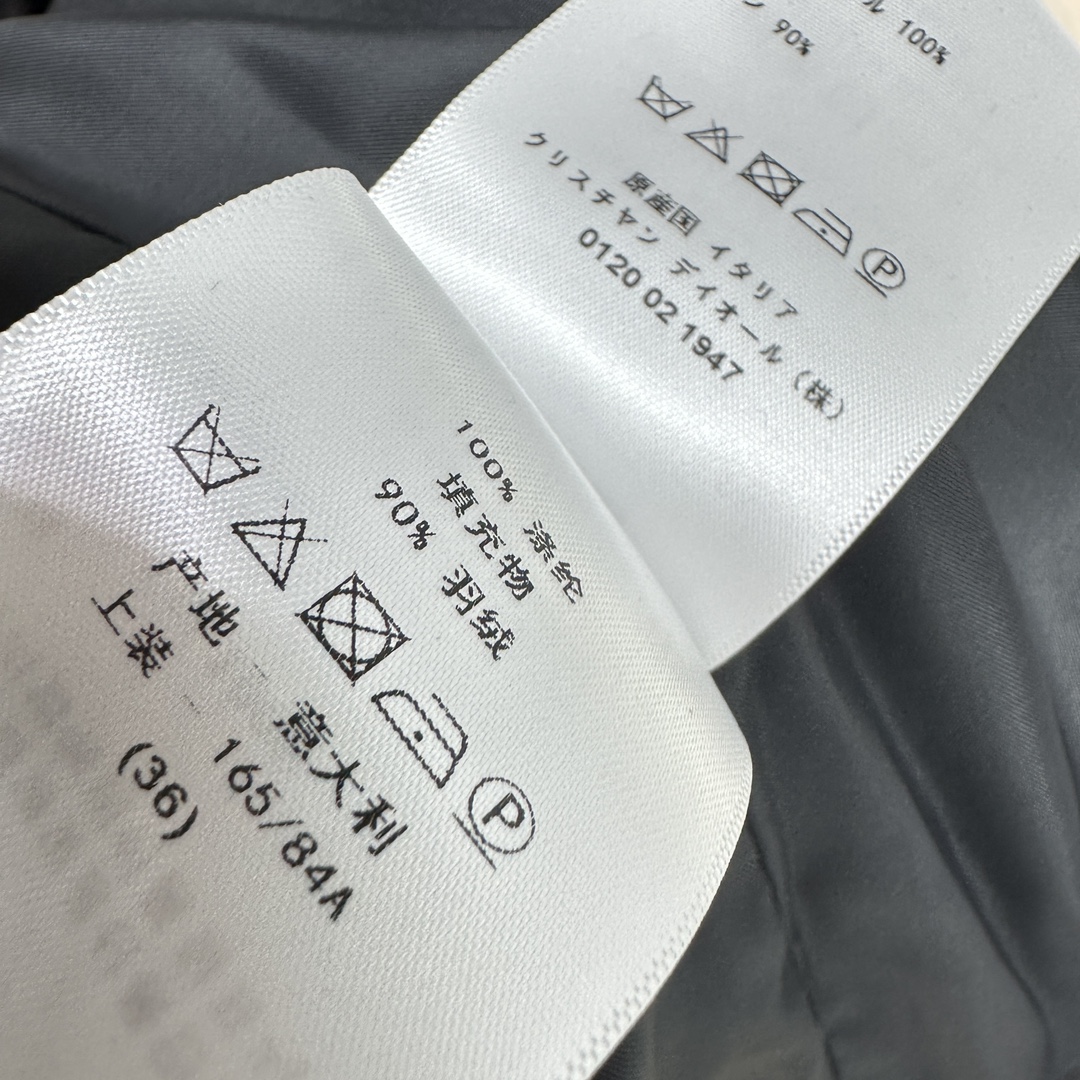 ル 100%
ン 90%
P
原産国 イタリア
クリスチャン ディオール（株）
0120 02 1947
100% 涤纶
填充物
90% 羽绒
P
产地 意大利
上装 165/84A
(36)